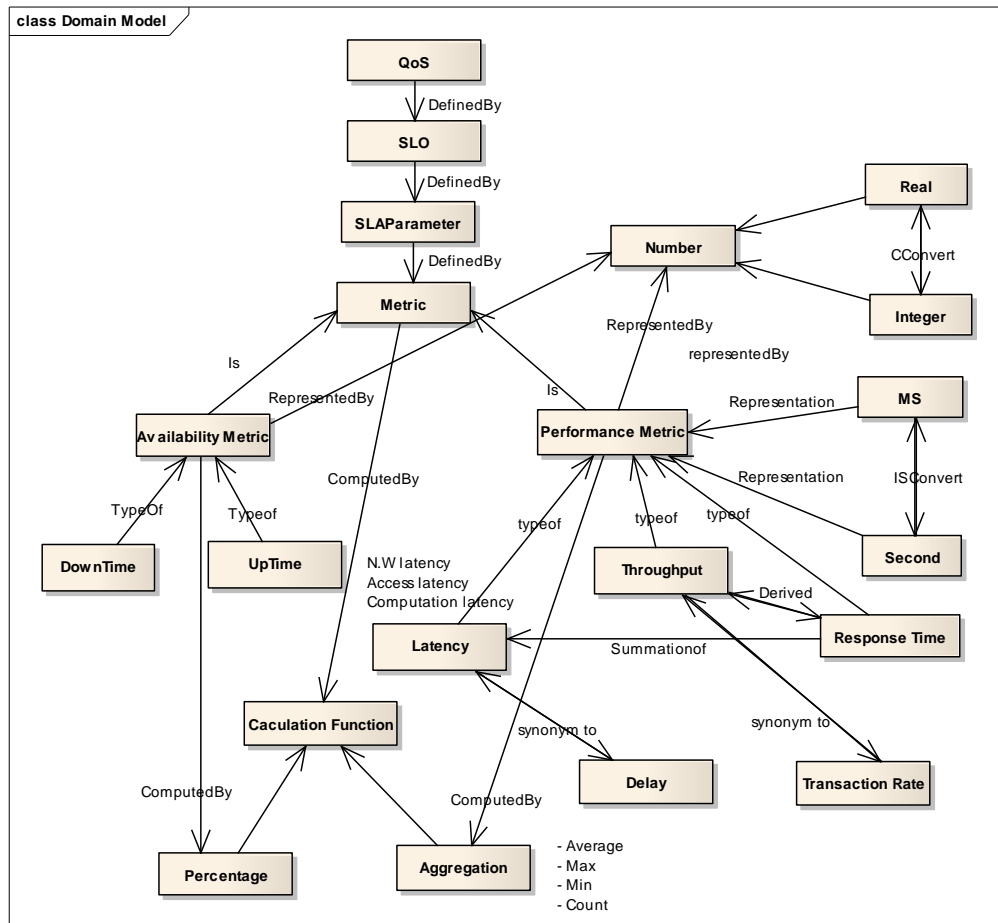 class Domain Model
QoS
DefinedBy
SLO
DefinedBy
SLAParameter
DefinedBy
Metric
Number
Real
CConvert
Integer
RepresentedBy
representedBy
Is
Is
RepresentedBy
Representation
MS
Availability Metric
Performance Metric
ComputedBy
Representation
ISConvert
TypeOf
Typeof
typeof
typeof
typeof
DownTime
UpTime
N.W latency
Access latency
Computation latency
Throughput
Second
Derived
Latency
Summationof
Response Time
Caculation Function
synonym to
synonym to
Delay
Transaction Rate
ComputedBy
ComputedBy
Percentage
Aggregation
- Average
- Max
- Min
- Count